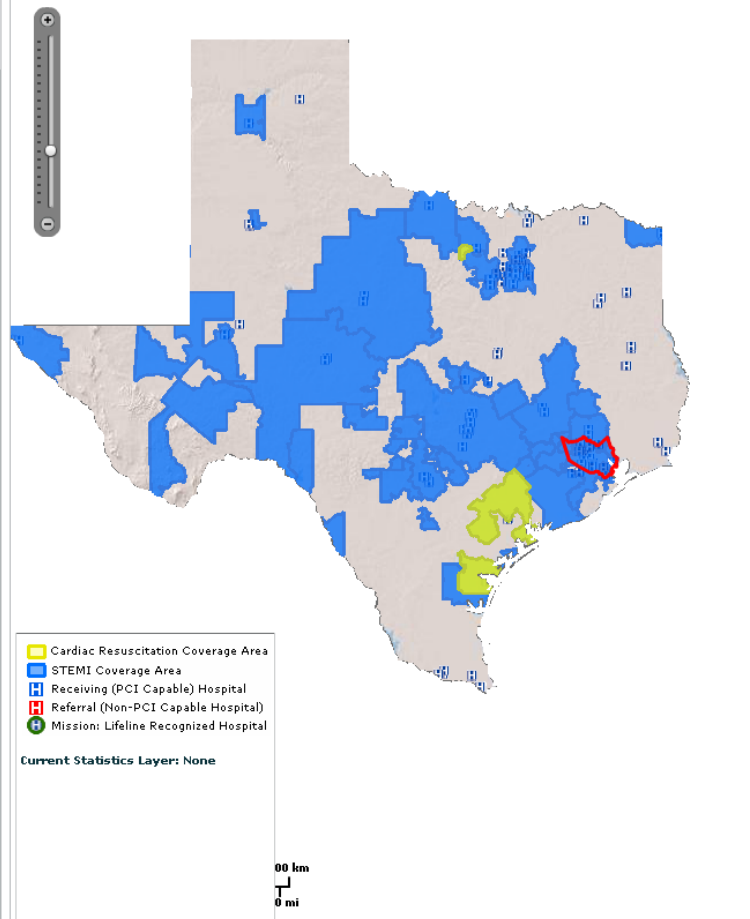 Cardiac Resuscitation Coverage Area
STEMI Coverage Area
H Receiving (PCI Capable) Hospital
H Referral (Non-PCI Capable Hospital)
H Mission: Lifeline Recognized Hospital
Current Statistics Layer: None
00 km
0 mi